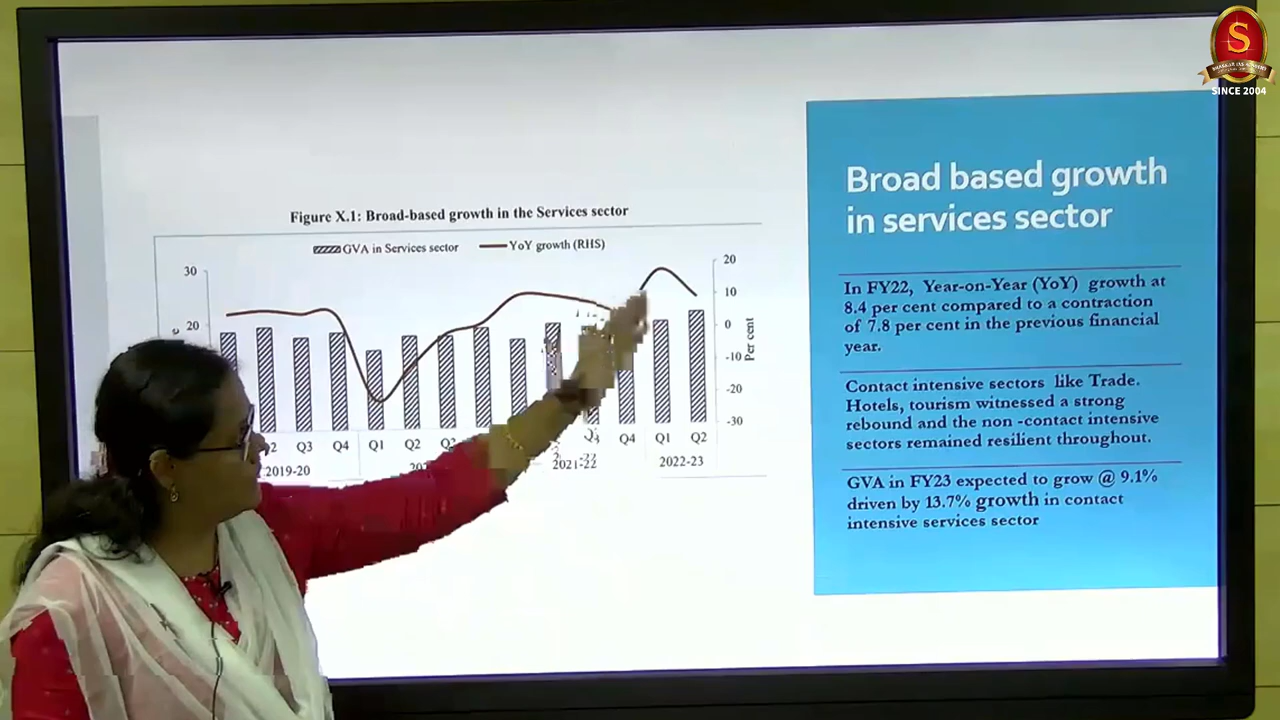 S
SINCE 2004
Figure X.1: Broad-based growth in the Services sector
GVA in Services sector
YoY growth (RHS)
30
20
20
10
0
-10
-20
-30
Per cent
Q3
Q4
Q1
Q2
Q4
Q1
Q2
2019-20
2021-22
2022-23
Broad based growth
in services sector
In FY22, Year-on-Year (YoY) growth at
8.4 per cent compared to a contraction
of 7.8 per cent in the previous financial
year.
Contact intensive sectors like Trade.
Hotels, tourism witnessed a strong
rebound and the non -contact intensive
sectors remained resilient throughout.
GVA in FY23 expected to grow @ 9.1%
driven by 13.7% growth in contact
intensive services sector